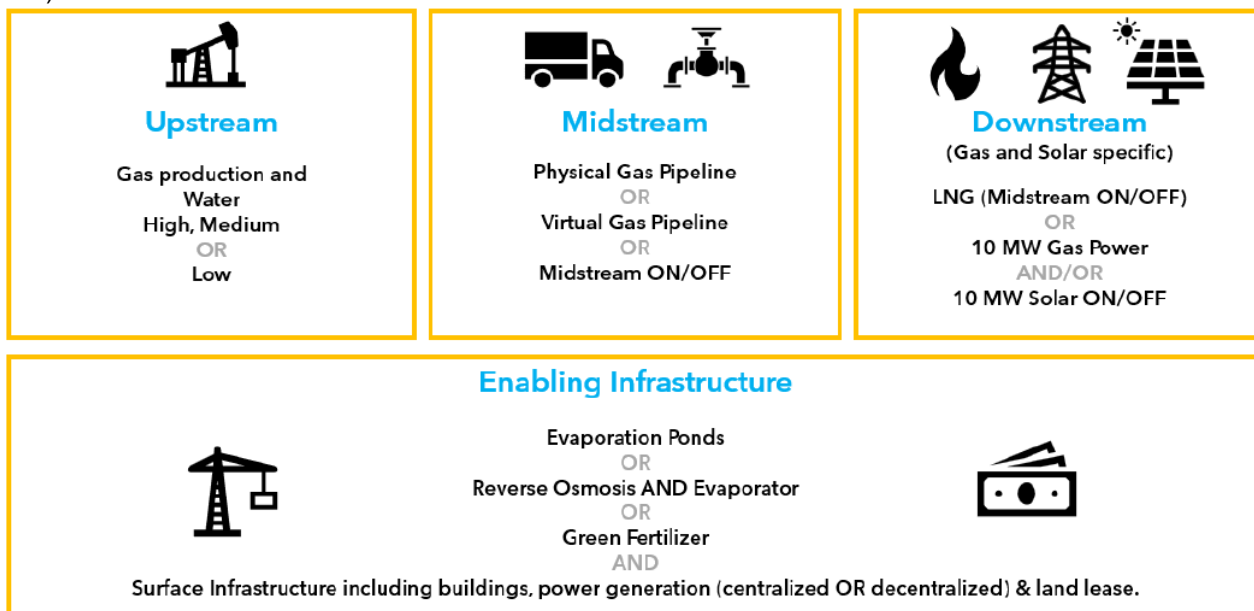 Upstream
Gas production and
Water
High, Medium
OR
Low
Midstream
Physical Gas Pipeline
OR
Virtual Gas Pipeline
OR
Midstream ON/OFF
Downstream
(Gas and Solar specific)
LNG (Midstream ON/OFF)
OR
10 MW Gas Power
AND/OR
10 MW Solar ON/OFF
Enabling Infrastructure
Evaporation Ponds
OR
Reverse Osmosis AND Evaporator
OR
Green Fertilizer
AND
Surface Infrastructure including buildings, power generation (centralized OR decentralized) & land lease.